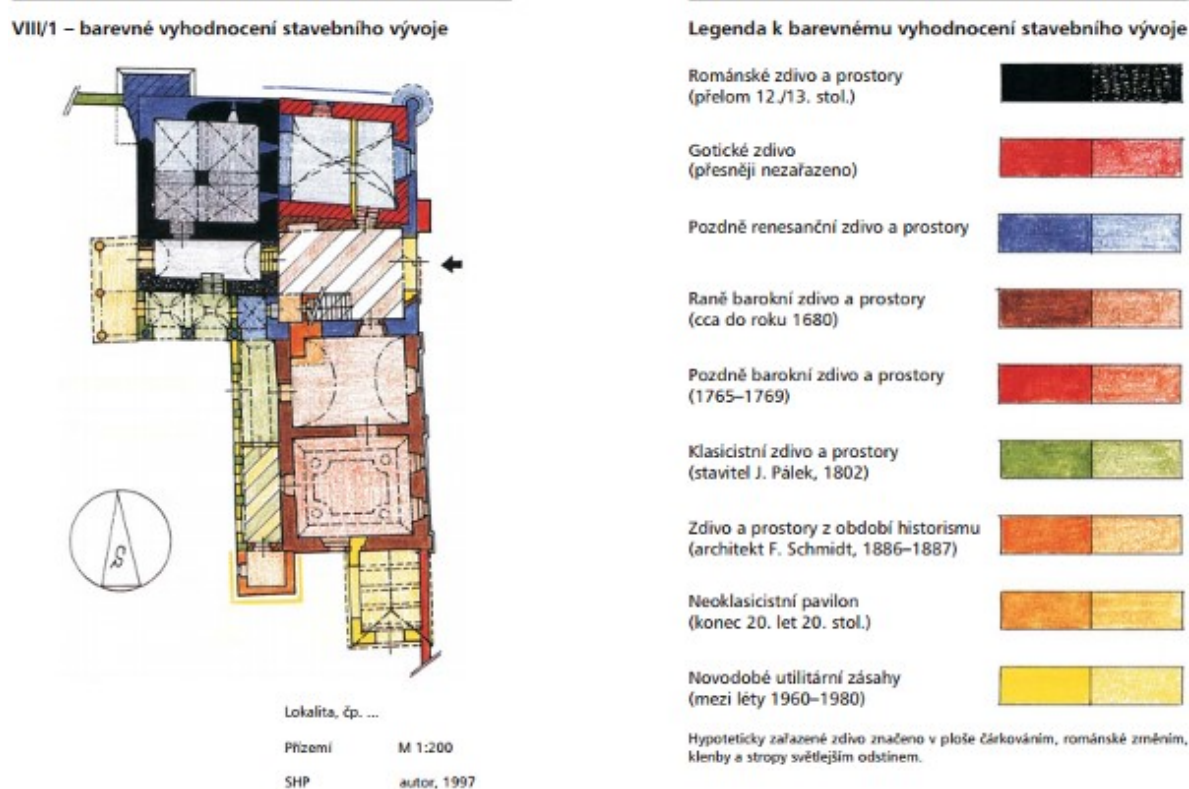 VIII/1 – barevné vyhodnocení stavebního vývoje
S
Lokalita, čp. ...
Přízemí M 1:200
SHP autor, 1997
Legenda k barevnému vyhodnocení stavebního vývoje
Románské zdivo a prostory
(přelom 12./13. stol.)
Gotické zdivo
(přesněji nezařazeno)
Pozdně renesanční zdivo a prostory
Raně barokní zdivo a prostory
(cca do roku 1680)
Pozdně barokní zdivo a prostory
(1765–1769)
Klasicistní zdivo a prostory
(stavitel J. Pálek, 1802)
Zdivo a prostory z období historismu
(architekt F. Schmidt, 1886–1887)
Neoklasicistní pavilon
(konec 20. let 20. stol.)
Novodobé utilitární zásahy
(mezi léty 1960–1980)
Hypoteticky zařazené zdivo značeno v ploše čárkováním, románské zrněním,
klenby a stropy světlejším odstínem.